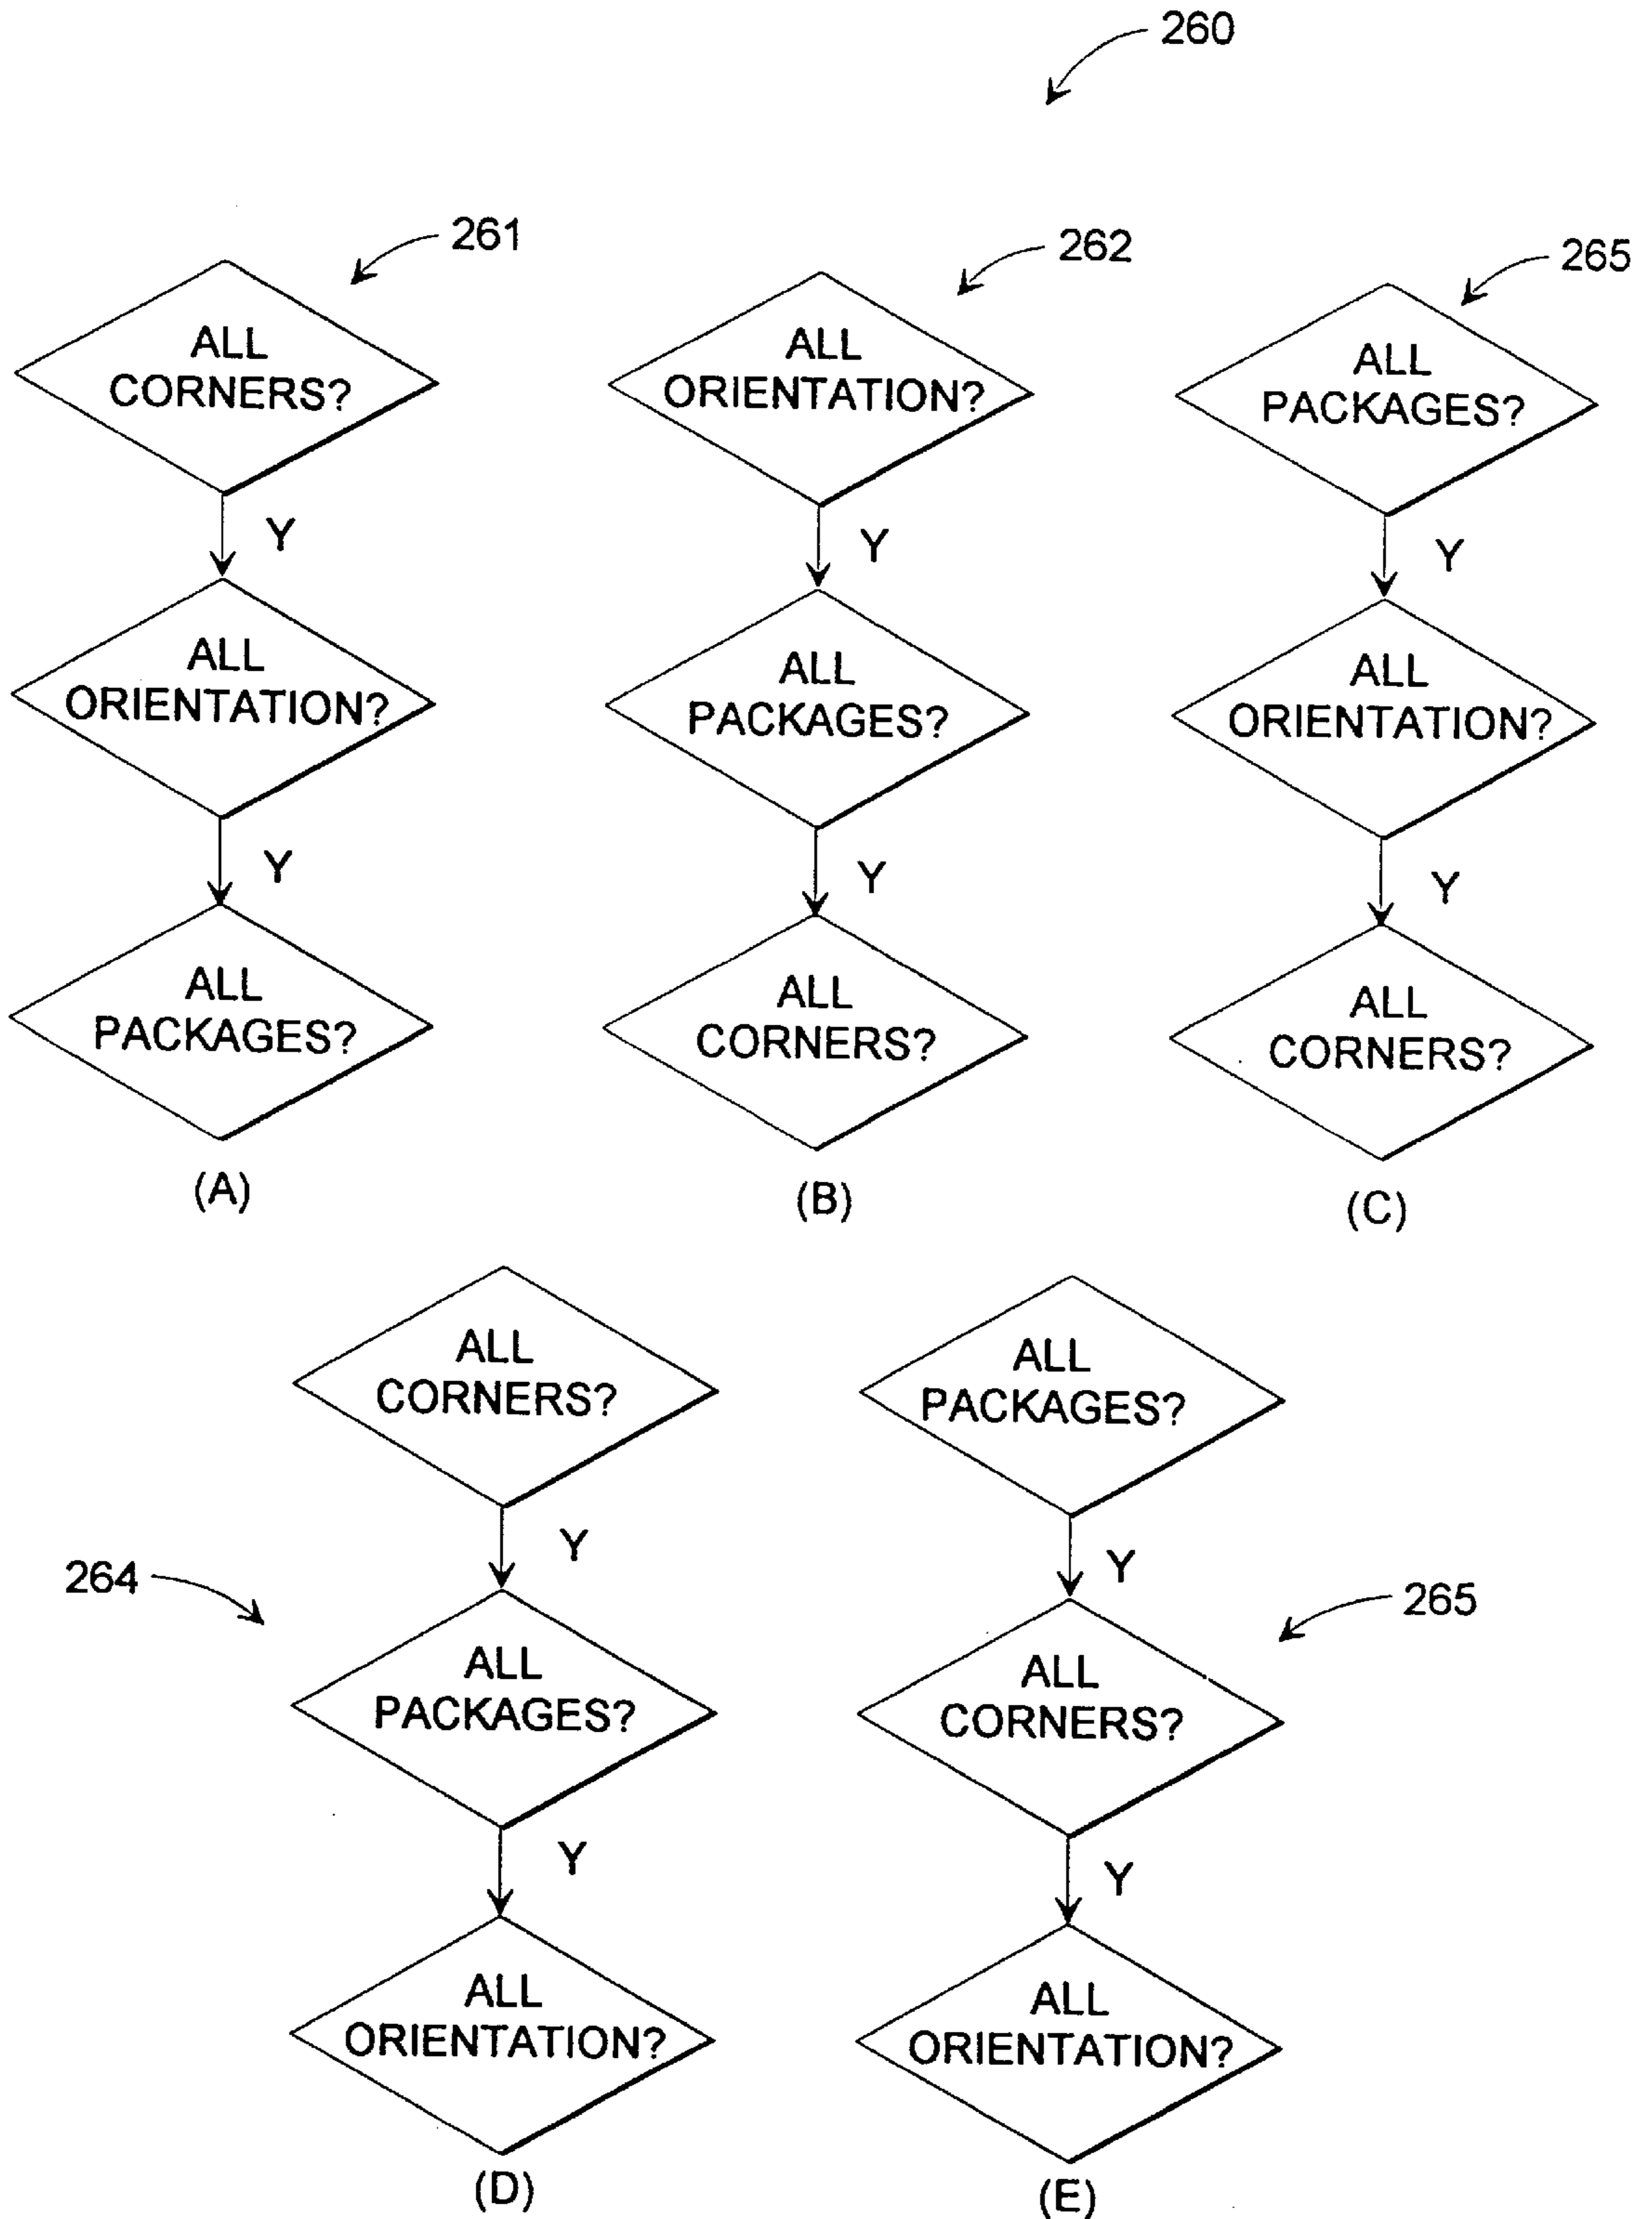 260
261
ALL
CORNERS?
Y
ALL
ORIENTATION?
Y
ALL
PACKAGES?
(A)
262
ALL
ORIENTATION?
Y
ALL
PACKAGES?
Y
ALL
CORNERS?
(B)
265
ALL
PACKAGES?
Y
ALL
ORIENTATION?
Y
ALL
CORNERS?
(C)
264
ALL
CORNERS?
Y
ALL
PACKAGES?
Y
ALL
ORIENTATION?
(D)
ALL
PACKAGES?
Y
265
ALL
CORNERS?
Y
ALL
ORIENTATION?
(E)